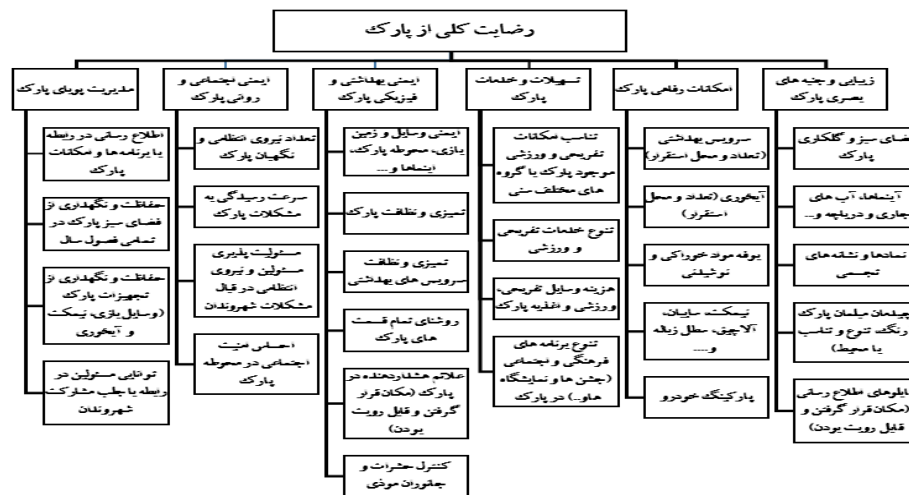 رضایت کلی از پارک
زیبایی و جنبه های
بصری پارک
فضای سبز و گلکاری
پارک
آبنماها، آب های
جاری و دریاچه و...
نمادها و نشانه های
تجسمی
چیدمان مبلمان پارک
رنگ، تنوع و تناسب
با محیط)
تابلوهای اطلاع رسانی
(مکان قرار گرفتن و
قابل رویت بودن)
امکانات رفاهی پارک
سرویس بهداشتی
(تعداد و محل استقرار)
آبخوری (تعداد و محل
استقرار)
بوفه مواد خوراکی و
نوشیدنی
نیمکت، سایبان،
آلاچیق، سطل زباله
و....
پارکینگ خودرو
تسهیلات و خدمات
پارک
تناسب امکانات
تفریحی و ورزشی
موجود پارک با گروه
های مختلف سنی
تنوع خدمات تفریحی
و ورزشی
هزینه وسایل تفریحی،
ورزشی و اغذیه پارک
تنوع برنامه های
فرهنگی و اجتماعی
(جشن ها و نمایشگاه
ها و..) در پارک
ایمنی بهداشتی و
فیزیکی پارک
ایمنی وسایل و زمین
بازی، محوطه پارک،
ابنماها و...
تمیزی و نظافت پارک
تمیزی و نظافت
سرویس های بهداشتی
روشنای تمام قسمت
های پارک
علائم هشداردهنده در
پارک (مکان قرار
گرفتن و قابل رویت
بودن)
کنترل حشرات و
جانوران موذی
ایمنی اجتماعی و
روانی پارک
تعداد نیروی انتظامی و
نگهبان پارک
سرعت رسیدگی به
مشکلات پارک
مسئولیت پذیری
مسئولین و نیروی
انتظامی در قبال
مشکلات شهروندان
احساس امنیت
اجتماعی در محوطه
پارک
مدیریت پویای پارک
اطلاع رسانی در رابطه
با برنامه ها و امکانات
پارک
حفاظت و نگهداری از
فضای سبز پارک در
تمامی فصول سال
حفاظت و نگهداری از
تجهیزات پارک
(وسایل بازی، نیمکت
و آبخوری)
توانایی مسئولین در
رابطه با جلب مشارکت
شهروندان